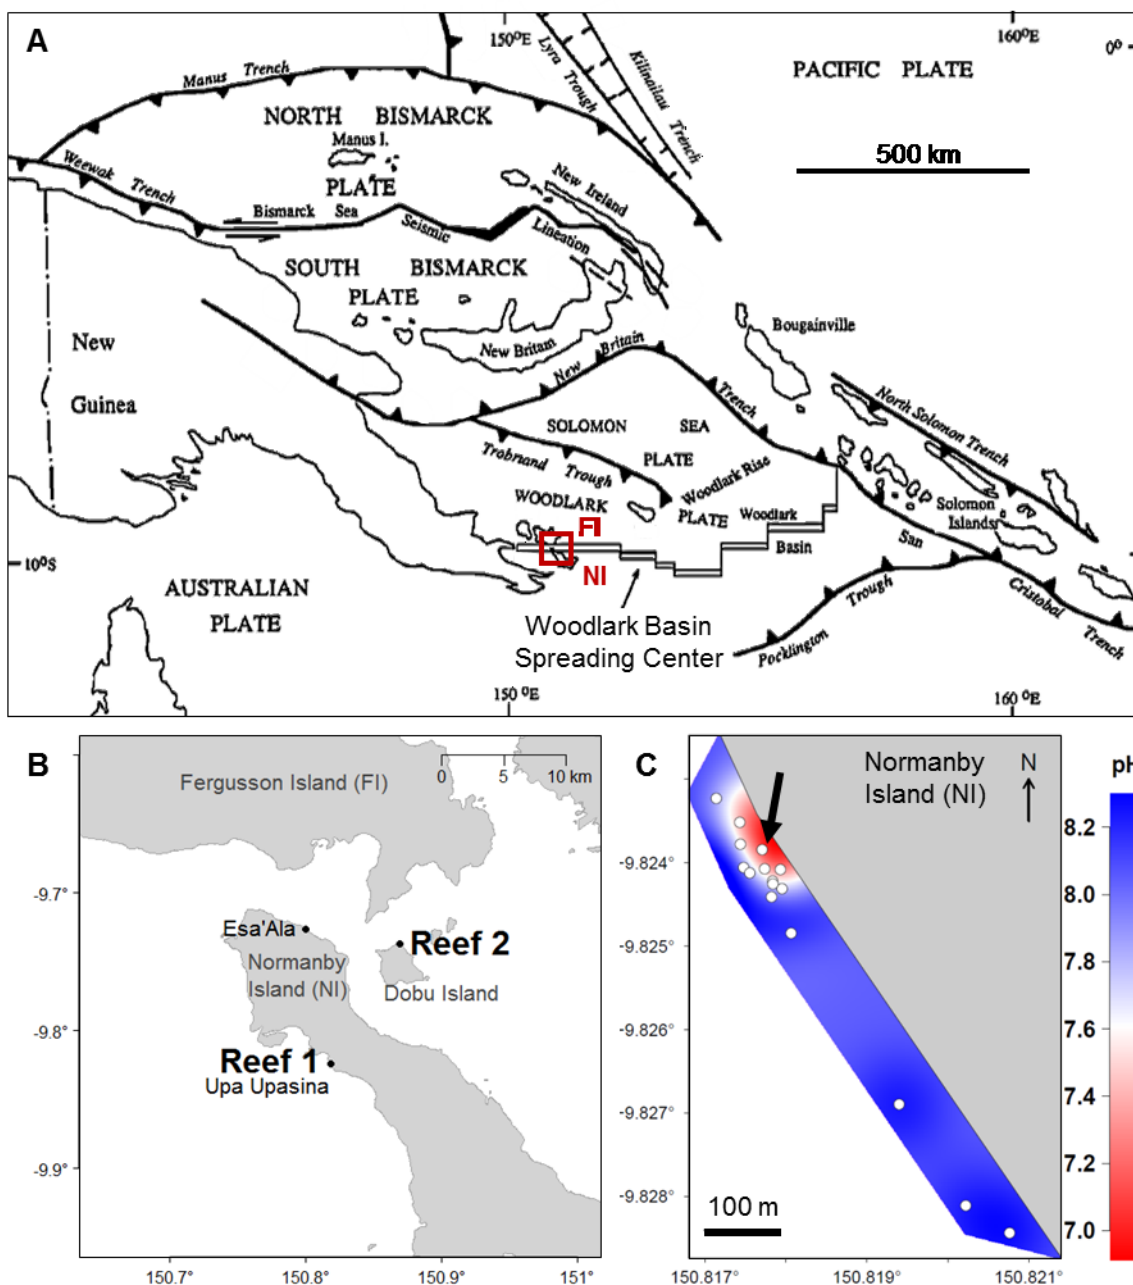 A
150°E
160°E
0°
Manus Trench
Lyra Trough
Kilinailau Trench
PACIFIC PLATE
NORTH BISMARCK
PLATE
Manus I.
500 km
Weewak Trench
Bismarck Sea Seismic Lineation
New Ireland
SOUTH BISMARCK
PLATE
New Britain
Bougainville
New
Guinea
New Britain Trench
North Solomon Trench
SOLOMON SEA
PLATE
Trobriand Trough
Woodlark Rise
WOODLARK
PLATE
Woodlark
Basin
Solomon
Islands
FI
NI
10°S
San Cristobal Trench
AUSTRALIAN
PLATE
Woodlark Basin
Spreading Center
Pocklington Trough
150°E
160°E
B
Fergusson Island (FI)
0 5 10 km
-9.7°
Esa'Ala
Reef 2
Normanby
Island (NI)
Dobu Island
-9.8°
Reef 1
Upa Upasina
-9.9°
150.7° 150.8° 150.9° 151°
C
Normanby
Island (NI)
N
pH
8.2
-9.824°
8.0
-9.825°
7.8
-9.826°
7.6
-9.827°
7.4
7.2
-9.828°
100 m
7.0
150.817° 150.819° 150.821°